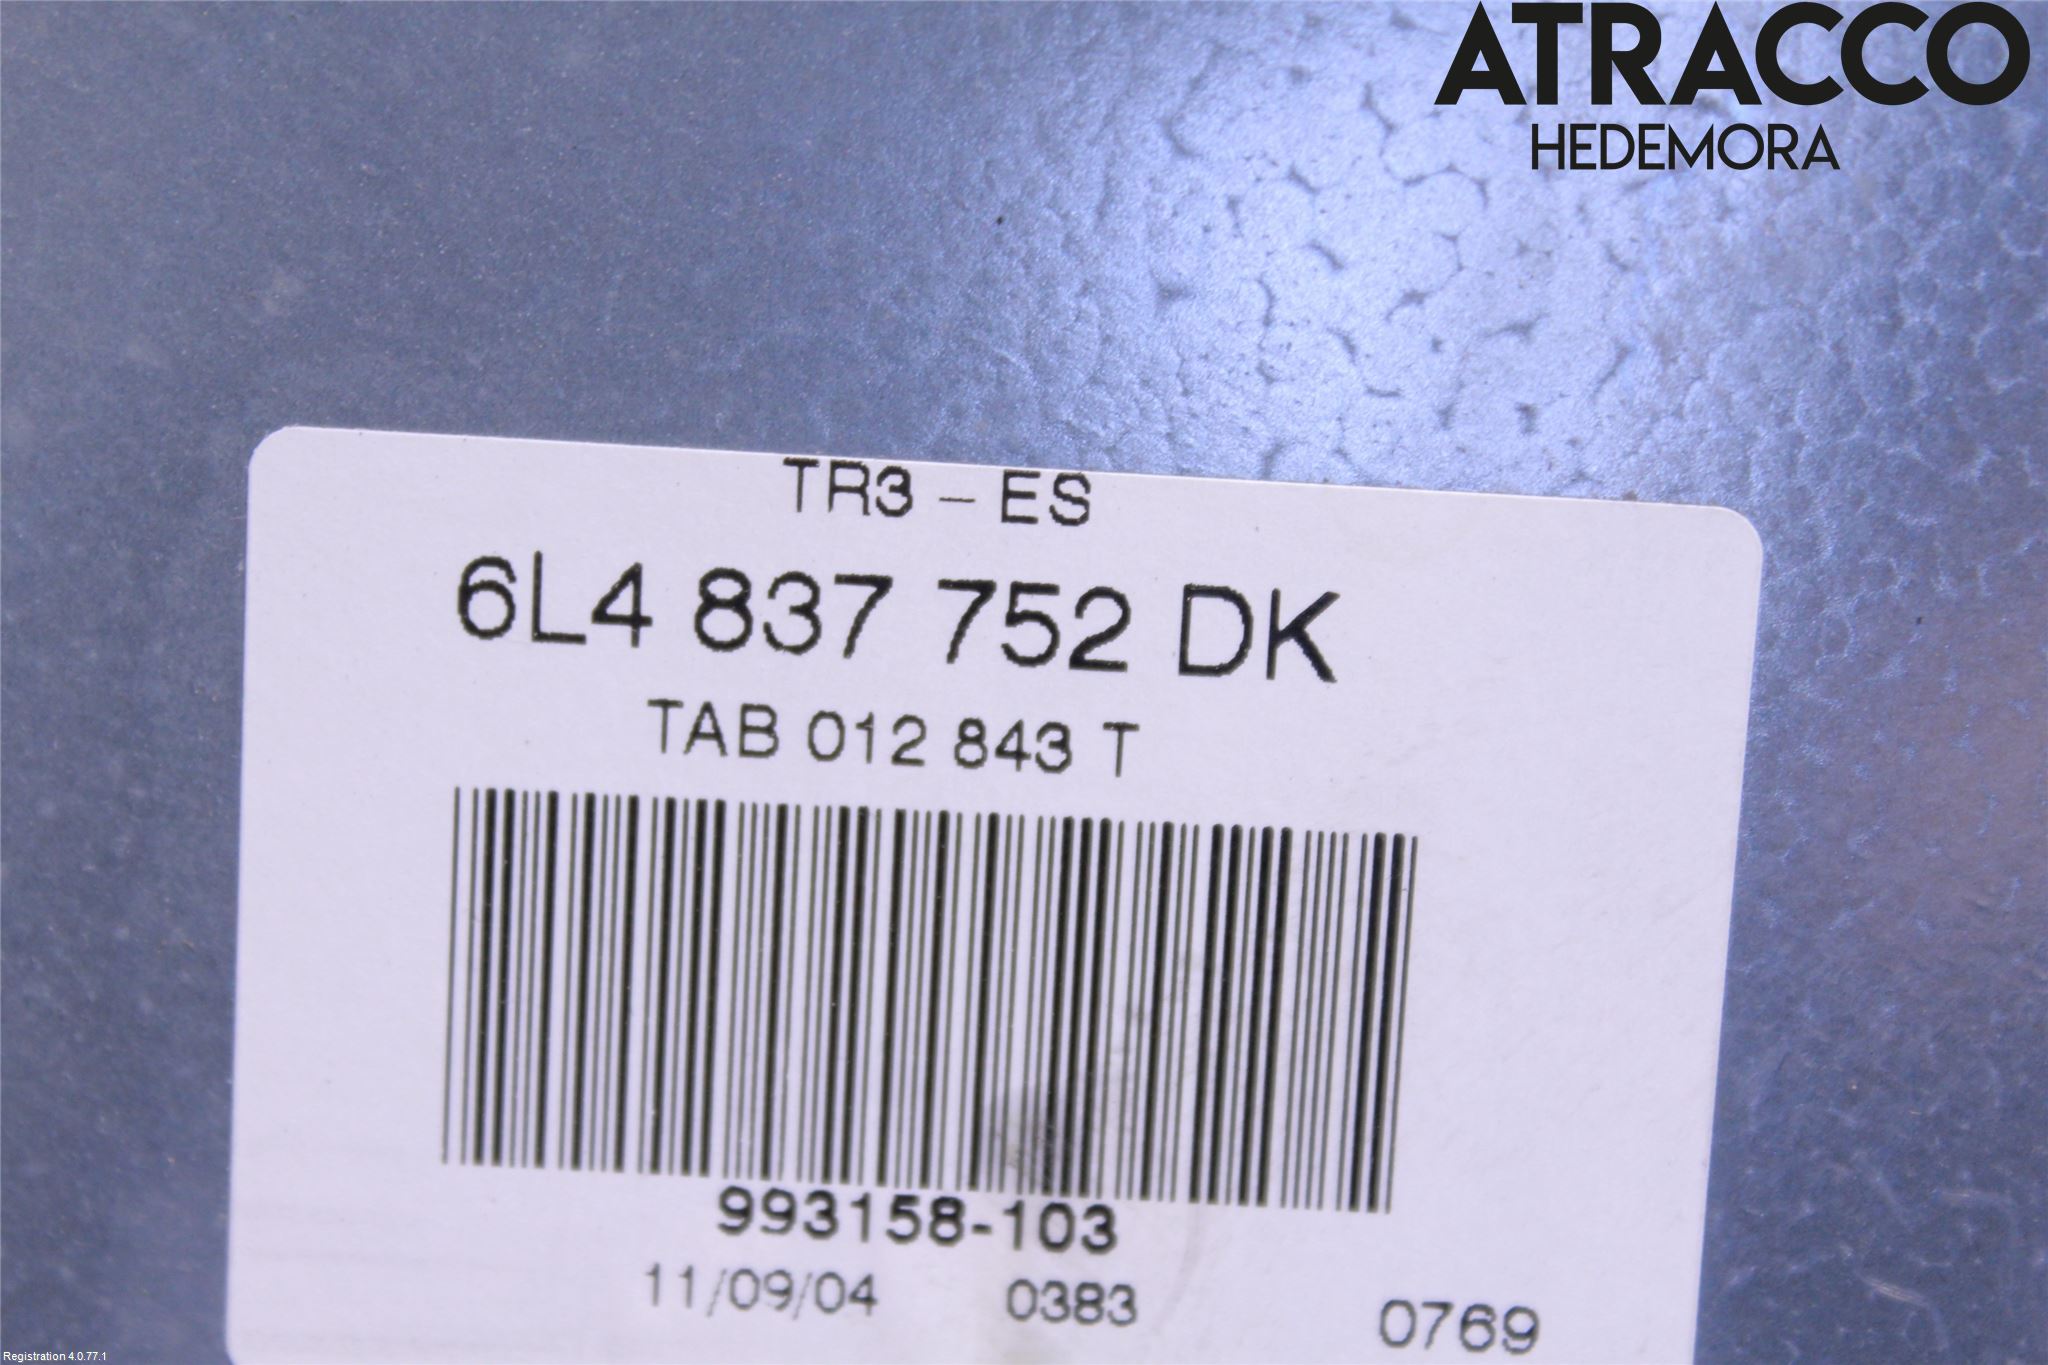 ATRACCO
HEDEMORA
TR3 - ES
6L4 837 752 DK
TAB 012 843 T
993158-103
11/09/04 0383 0769
Registration 4.0.77.1